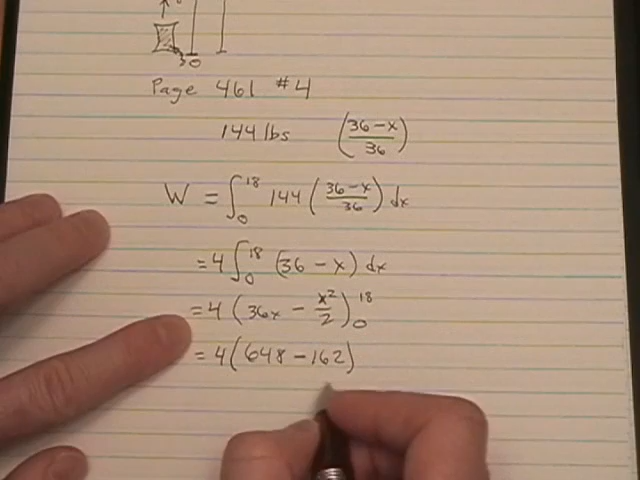 0
30
Page 461 #4
144 lbs (36-x/36)
W = ∫₀¹⁸ 144 (36-x/36) dx
= 4 ∫₀¹⁸ (36 - x) dx
= 4 (36x - x²/2)₀¹⁸
= 4 (648 - 162)